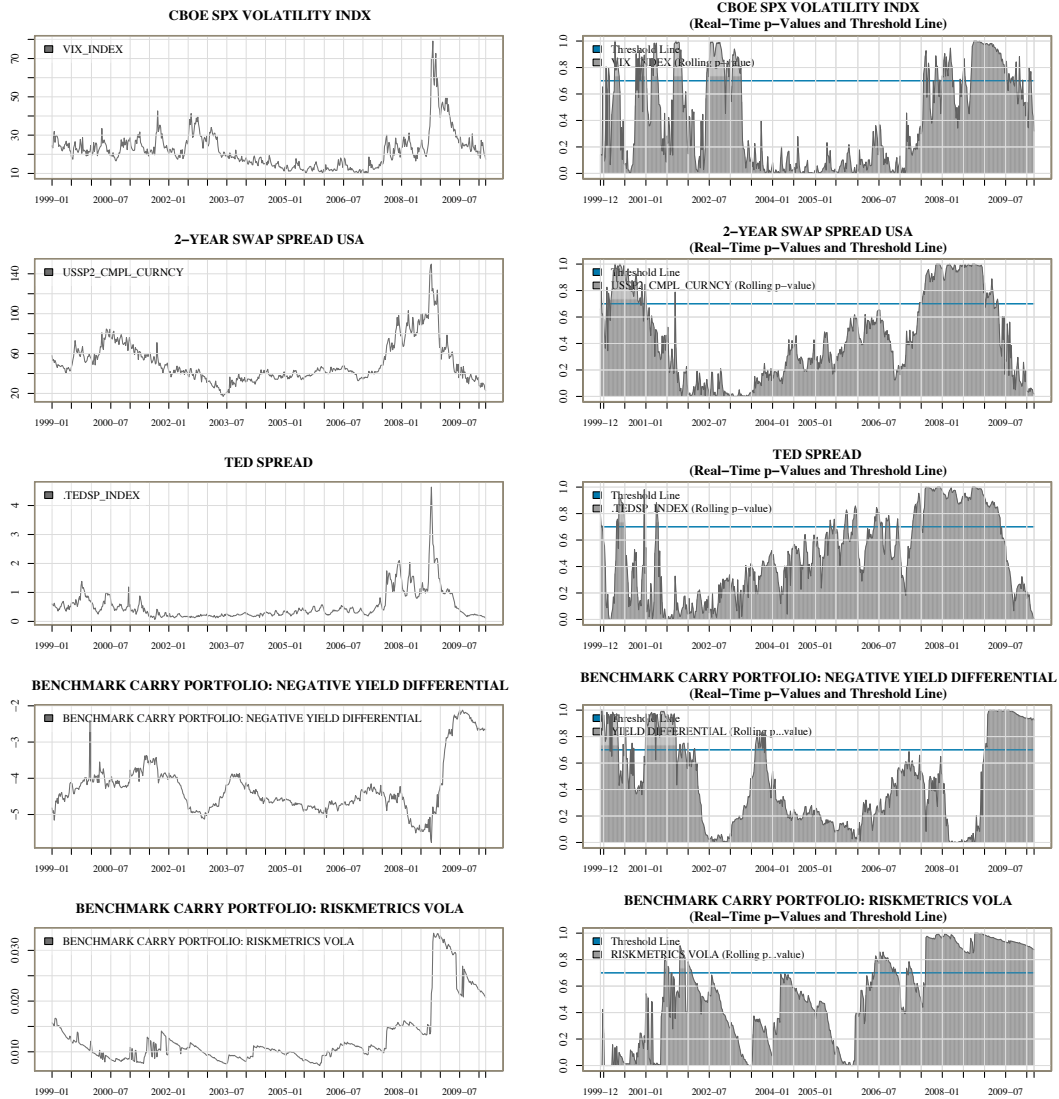 CBOE SPX VOLATILITY INDX
VIX_INDEX
10 30 50 70
1999−01 2000−07 2002−01 2003−07 2005−01 2006−07 2008−01 2009−07
CBOE SPX VOLATILITY INDX
(Real−Time p−Values and Threshold Line)
Threshold Line
VIX_INDEX (Rolling p−value)
0.0 0.2 0.4 0.6 0.8 1.0
1999−12 2001−01 2002−07 2004−01 2005−01 2006−07 2008−01 2009−07
2−YEAR SWAP SPREAD USA
USSP2_CMPL_CURNCY
20 60 100 140
1999−01 2000−07 2002−01 2003−07 2005−01 2006−07 2008−01 2009−07
2−YEAR SWAP SPREAD USA
(Real−Time p−Values and Threshold Line)
Threshold Line
USSP2_CMPL_CURNCY (Rolling p−value)
0.0 0.2 0.4 0.6 0.8 1.0
1999−12 2001−01 2002−07 2004−01 2005−01 2006−07 2008−01 2009−07
TED SPREAD
.TEDSP_INDEX
0 1 2 3 4
1999−01 2000−07 2002−01 2003−07 2005−01 2006−07 2008−01 2009−07
TED SPREAD
(Real−Time p−Values and Threshold Line)
Threshold Line
.TEDSP_INDEX (Rolling p−value)
0.0 0.2 0.4 0.6 0.8 1.0
1999−12 2001−01 2002−07 2004−01 2005−01 2006−07 2008−01 2009−07
BENCHMARK CARRY PORTFOLIO: NEGATIVE YIELD DIFFERENTIAL
BENCHMARK CARRY PORTFOLIO: NEGATIVE YIELD DIFFERENTIAL
−5 −4 −3 −2
1999−01 2000−07 2002−01 2003−07 2005−01 2006−07 2008−01 2009−07
BENCHMARK CARRY PORTFOLIO: NEGATIVE YIELD DIFFERENTIAL
(Real−Time p−Values and Threshold Line)
Threshold Line
YIELD DIFFERENTIAL (Rolling p...value)
0.0 0.2 0.4 0.6 0.8 1.0
1999−12 2001−01 2002−07 2004−01 2005−01 2006−07 2008−01 2009−07
BENCHMARK CARRY PORTFOLIO: RISKMETRICS VOLA
BENCHMARK CARRY PORTFOLIO: RISKMETRICS VOLA
0.010 0.020 0.030
1999−01 2000−07 2002−01 2003−07 2005−01 2006−07 2008−01 2009−07
BENCHMARK CARRY PORTFOLIO: RISKMETRICS VOLA
(Real−Time p−Values and Threshold Line)
Threshold Line
RISKMETRICS VOLA (Rolling p...value)
0.0 0.2 0.4 0.6 0.8 1.0
1999−12 2001−01 2002−07 2004−01 2005−01 2006−07 2008−01 2009−07